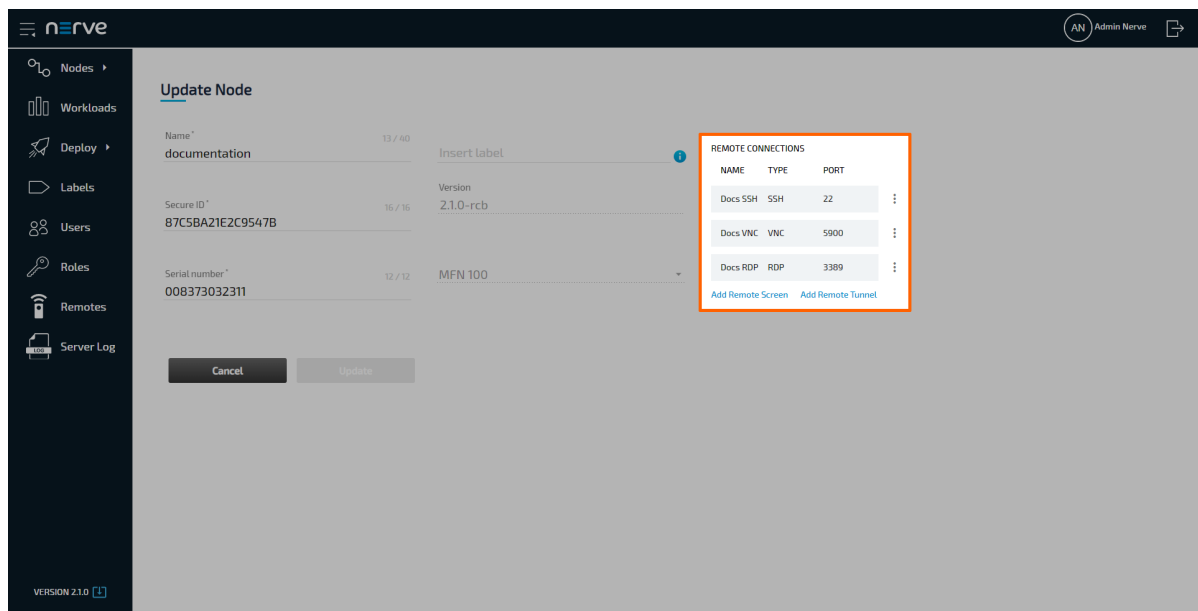 nerve
AN Admin Nerve
Nodes
Workloads
Deploy
Labels
Users
Roles
Remotes
LOG Server Log
VERSION 2.1.0
Update Node
Name* 13 / 40
documentation
Secure ID* 16 / 16
87C5BA21E2C9547B
Serial number* 12 / 12
008373032311
Insert label
Version
2.1.0-rcb
MFN 100
Cancel Update
REMOTE CONNECTIONS
NAME TYPE PORT
Docs SSH SSH 22
Docs VNC VNC 5900
Docs RDP RDP 3389
Add Remote Screen Add Remote Tunnel